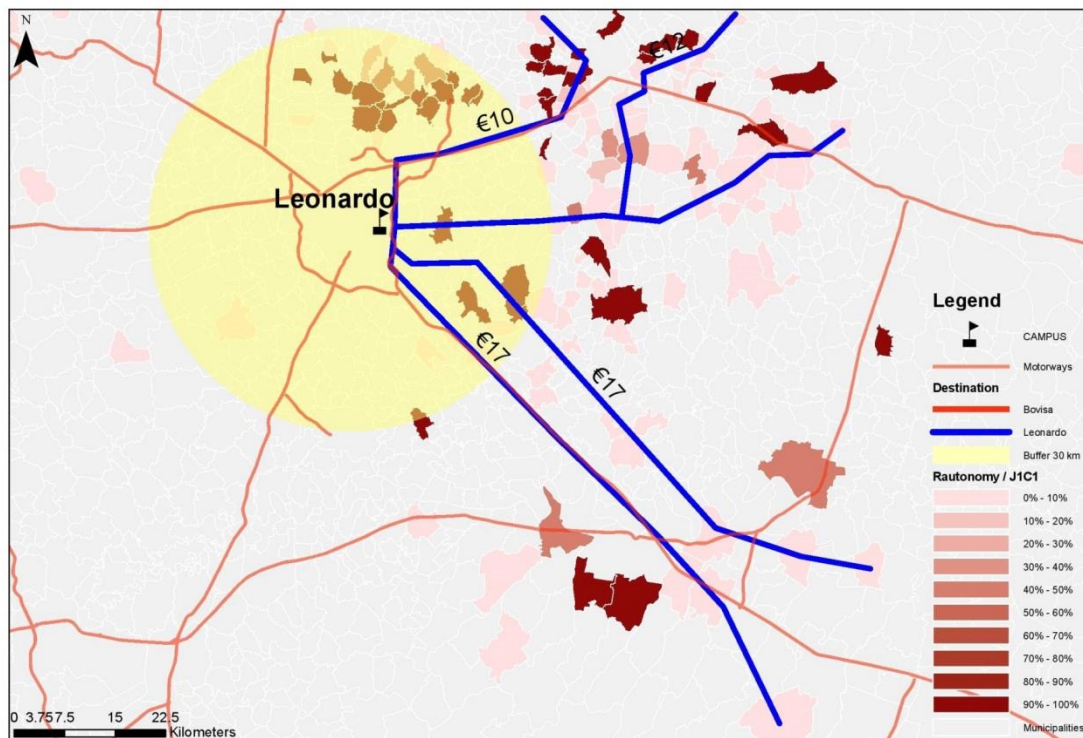 N
€12
€10
Leonardo
€17
€17
Legend
CAMPUS
Motorways
Destination
Bovisa
Leonardo
Buffer 30 km
Rautonomy / J1C1
0% - 10%
10% - 20%
20% - 30%
30% - 40%
40% - 50%
50% - 60%
60% - 70%
70% - 80%
80% - 90%
90% - 100%
Municipalities
0 3.757.5 15 22.5
Kilometers